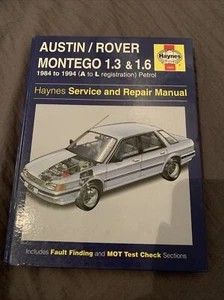 AUSTIN / ROVER
MONTEGO 1.3 & 1.6
1984 to 1994 (A to L registration) Petrol
Haynes
Haynes Service and Repair Manual
Includes Fault Finding and MOT Test Check Sections